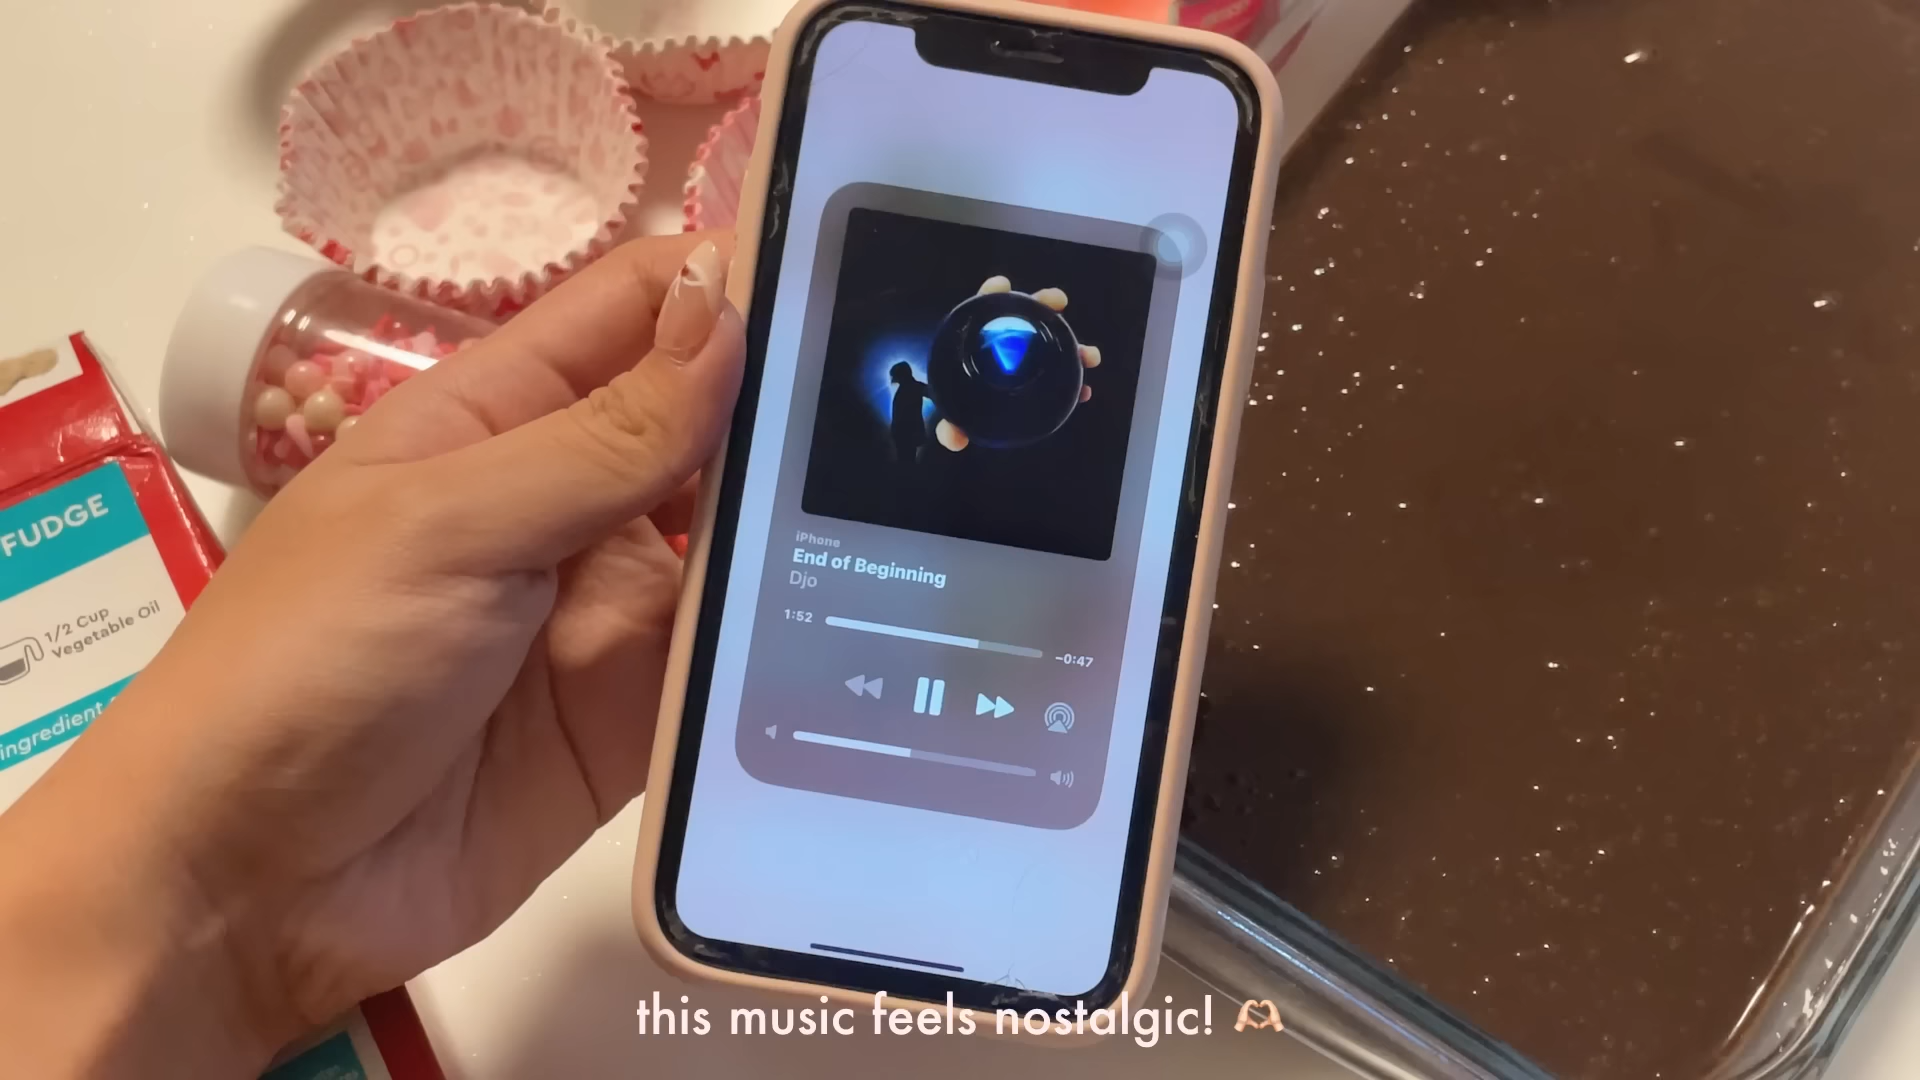 FUDGE
1/2 Cup
Vegetable Oil
ingredient
iPhone
End of Beginning
Djo
1:52
-0:47
this music feels nostalgic! 🫶🏻